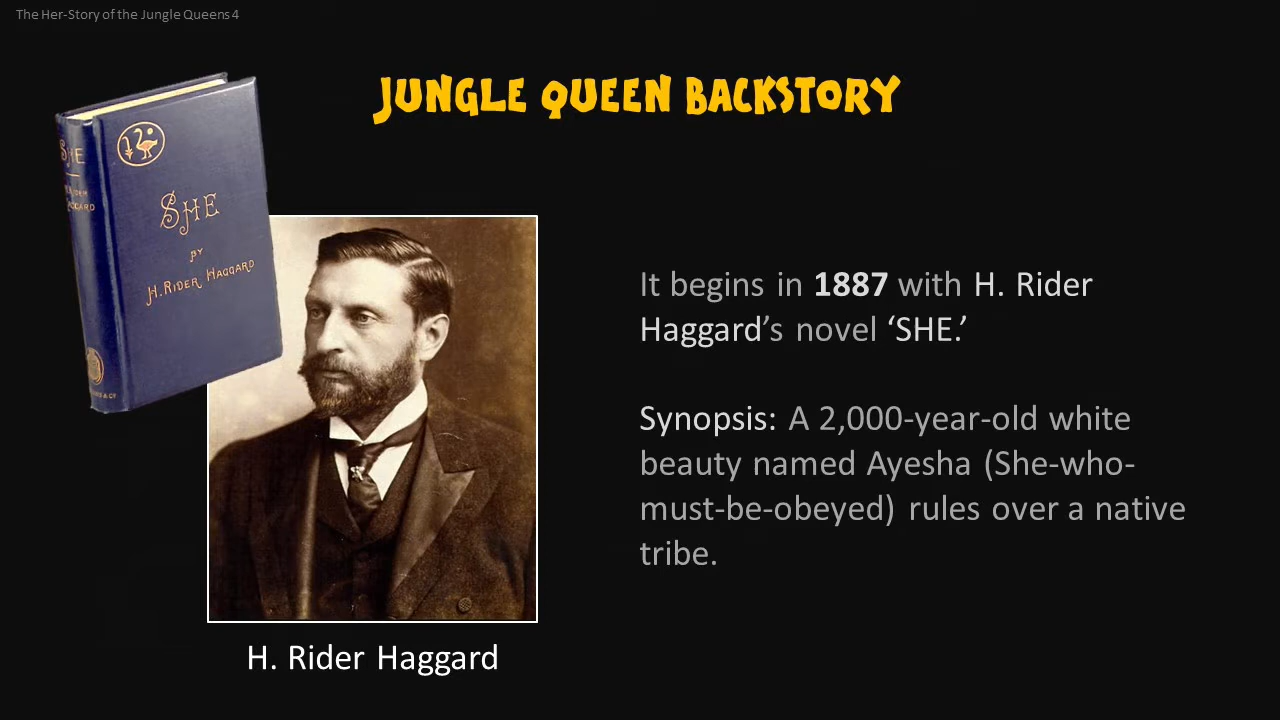 The Her-Story of the Jungle Queens 4
JUNGLE QUEEN BACKSTORY
SHE
SHE
BY
H. RIDER HAGGARD
It begins in 1887 with H. Rider
Haggard’s novel ‘SHE.’
Synopsis: A 2,000-year-old white
beauty named Ayesha (She-who-
must-be-obeyed) rules over a native
tribe.
H. Rider Haggard